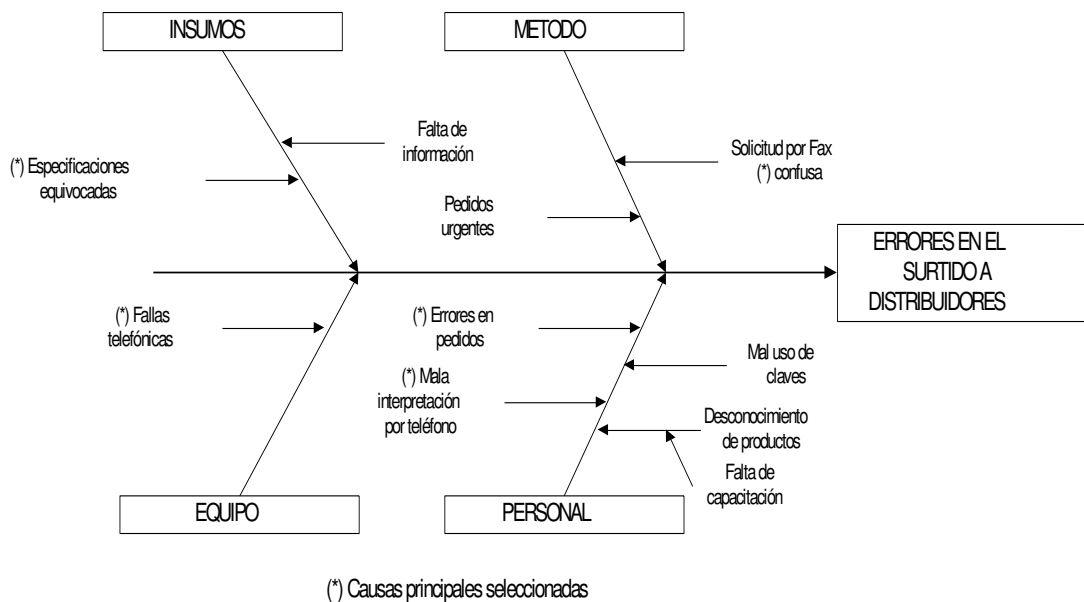 INSUMOS
METODO
Falta de
información
(*) Especificaciones
equivocadas
Solicitud por Fax
(*) confusa
Pedidos
urgentes
ERRORES EN EL
SURTIDO A
DISTRIBUIDORES
(*) Fallas
telefónicas
(*) Errores en
pedidos
Mal uso de
claves
(*) Mala
interpretación
por teléfono
Desconocimiento
de productos
Falta de
capacitación
EQUIPO
PERSONAL
(*) Causas principales seleccionadas